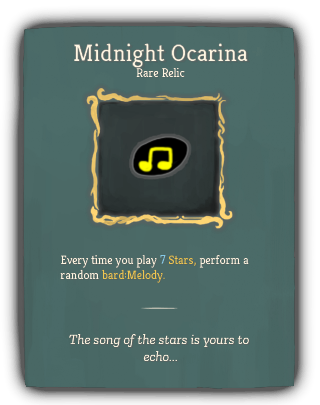 Midnight Ocarina
Rare Relic
Every time you play 7 Stars, perform a
random bard:Melody.
The song of the stars is yours to
echo...